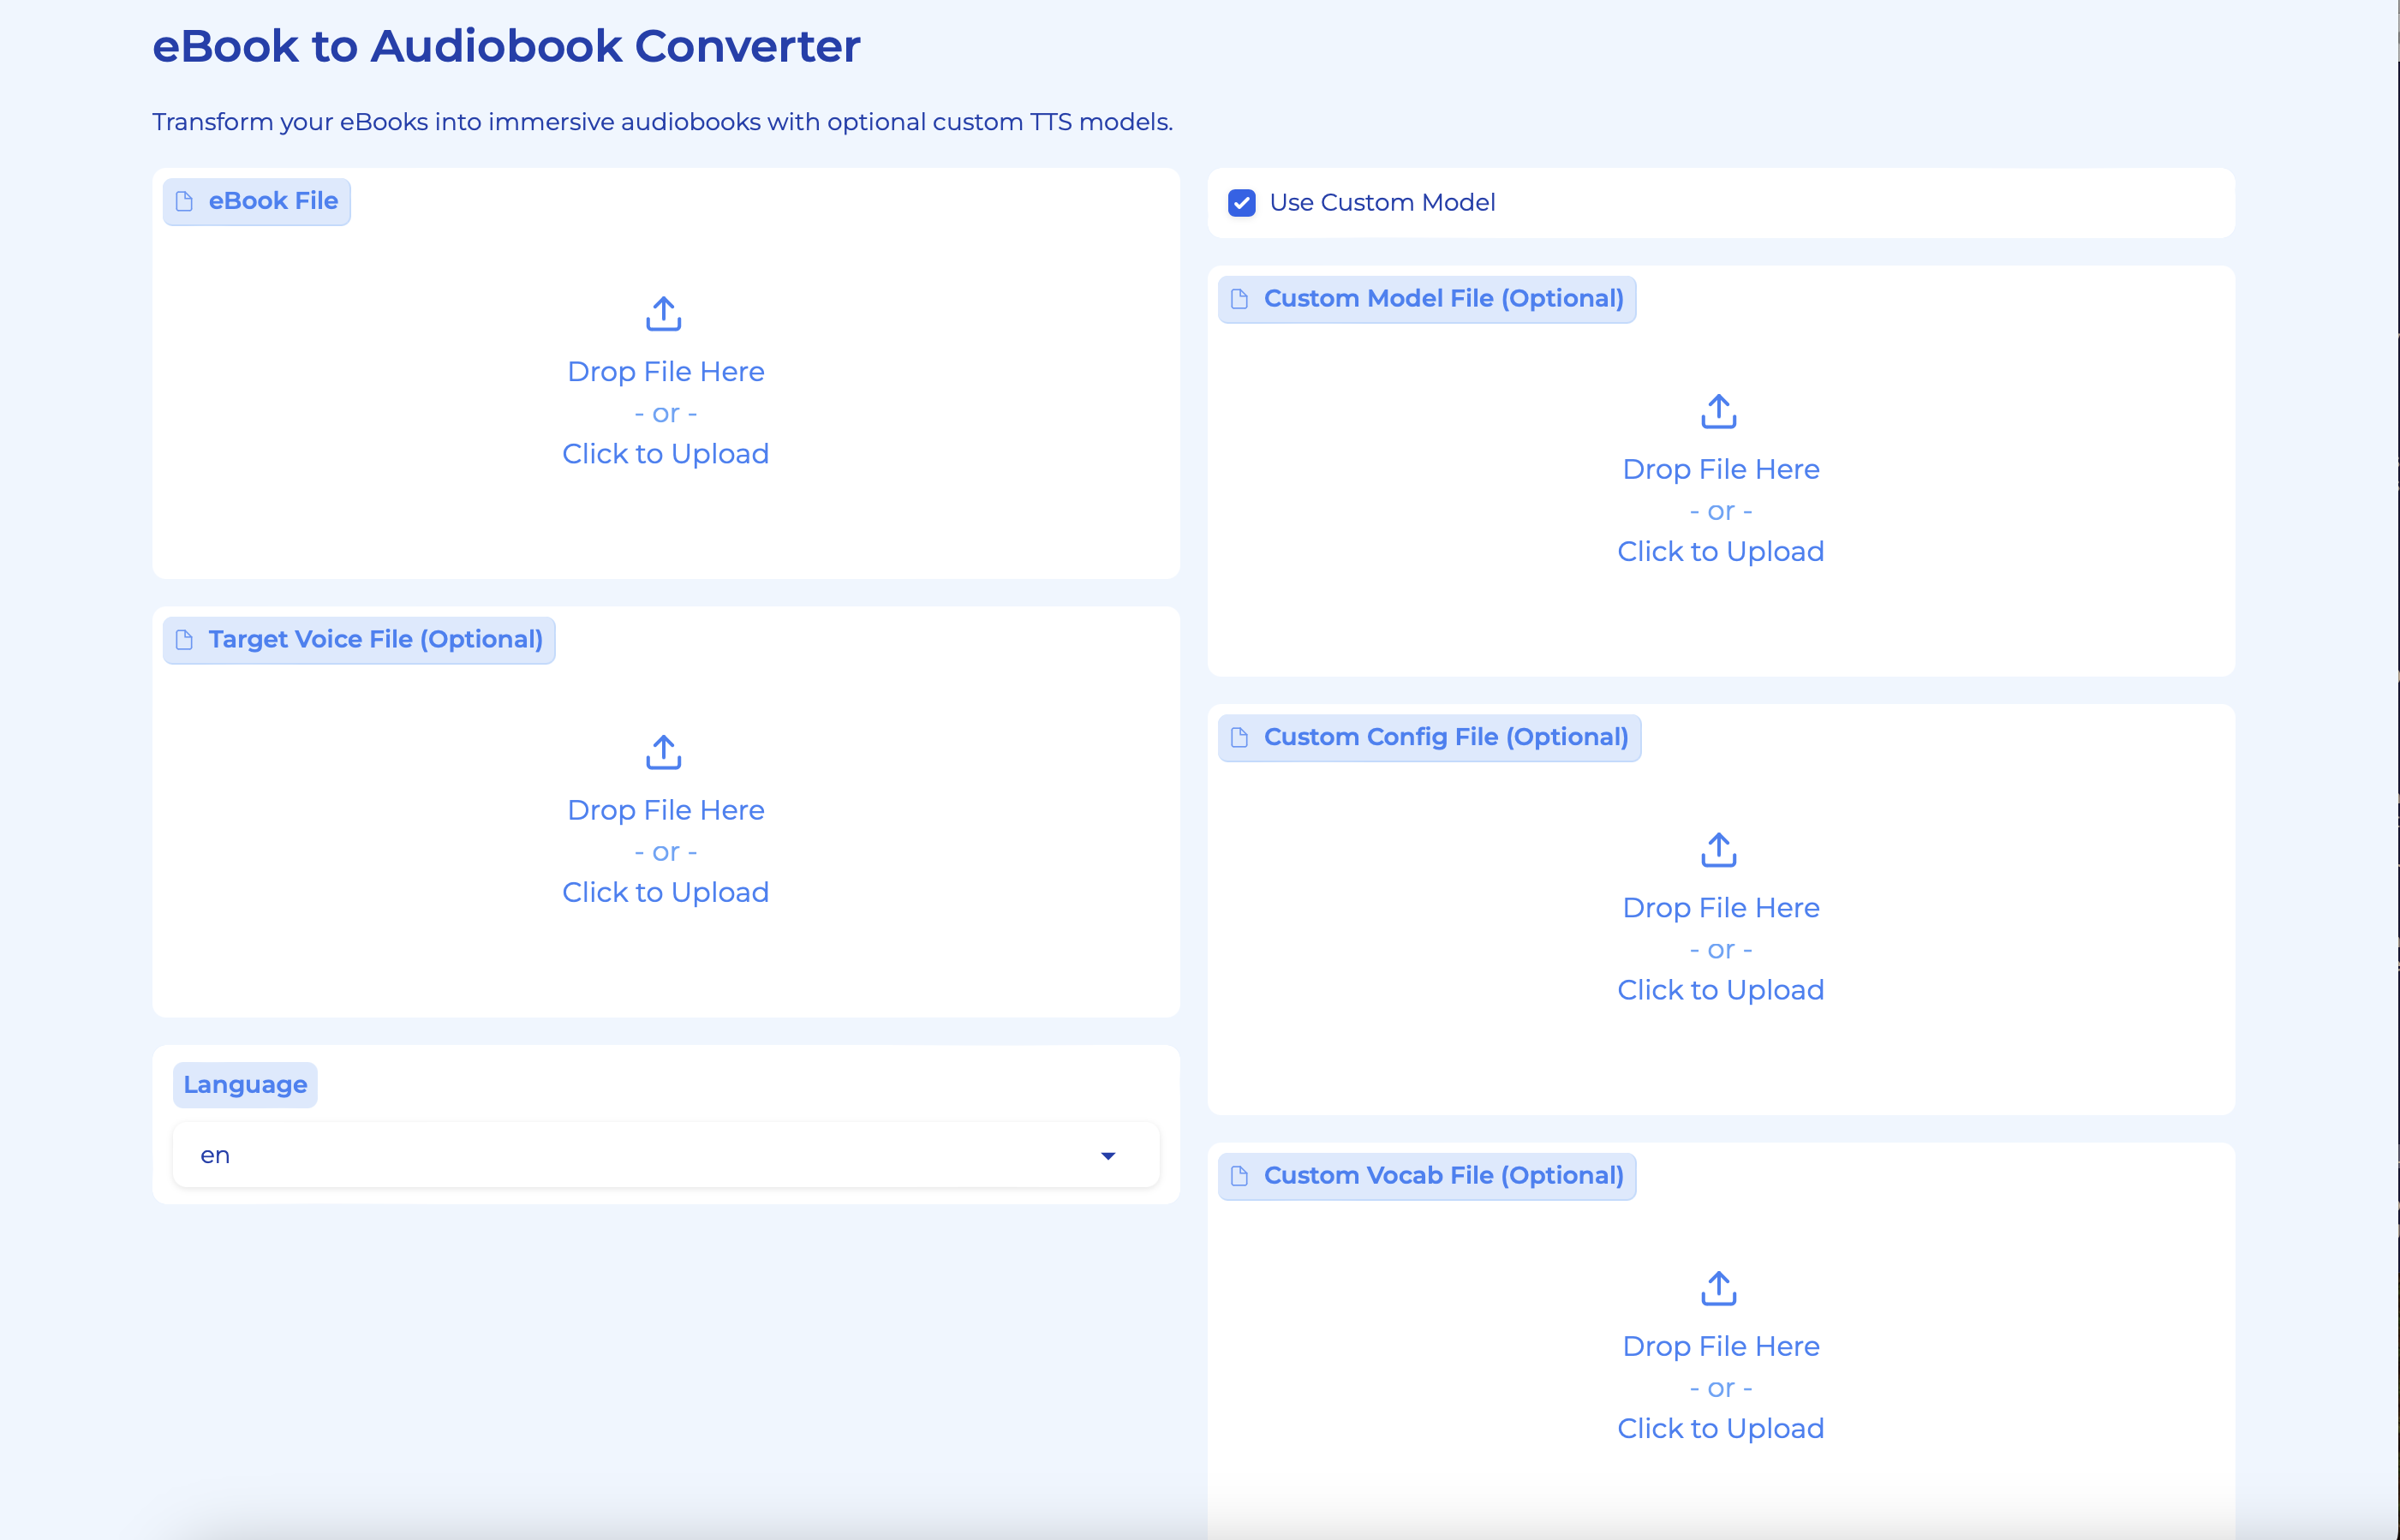 eBook to Audiobook Converter
Transform your eBooks into immersive audiobooks with optional custom TTS models.
eBook File
Drop File Here
- or -
Click to Upload
Target Voice File (Optional)
Drop File Here
- or -
Click to Upload
Language
en
Use Custom Model
Custom Model File (Optional)
Drop File Here
- or -
Click to Upload
Custom Config File (Optional)
Drop File Here
- or -
Click to Upload
Custom Vocab File (Optional)
Drop File Here
- or -
Click to Upload